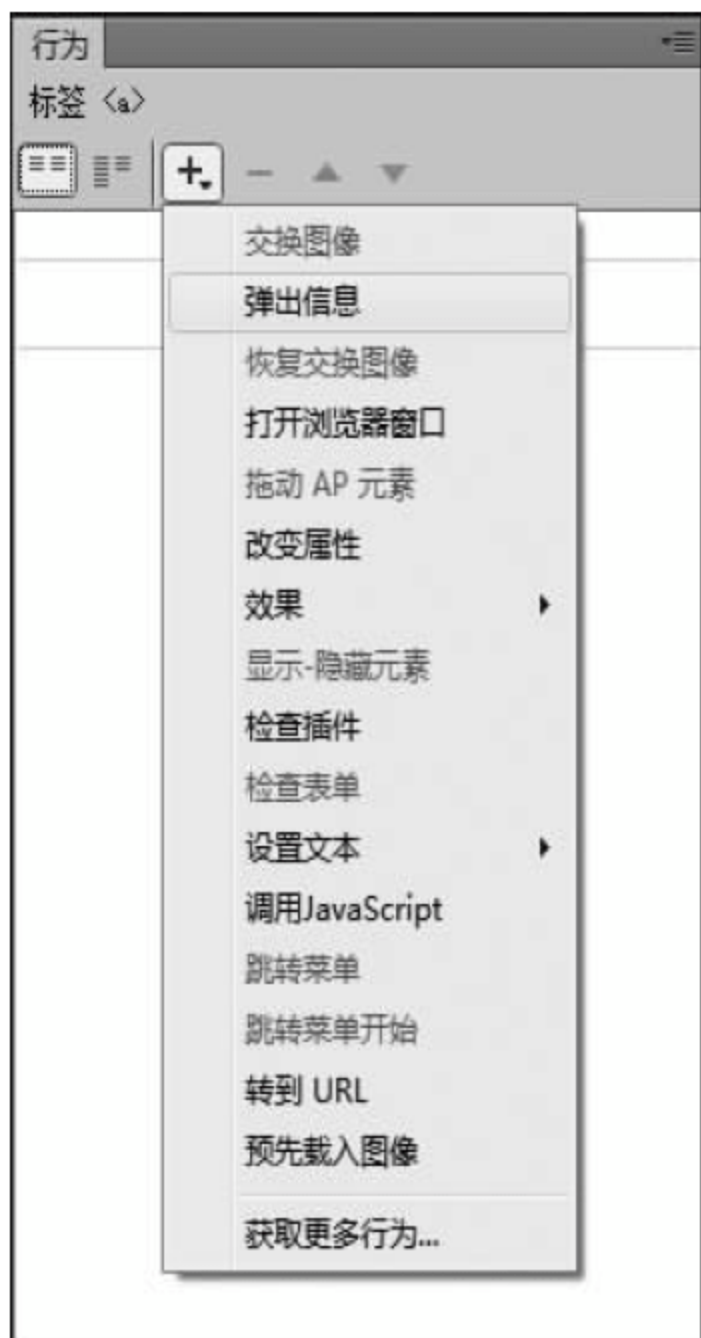 行为
标签 <a>
交换图像
弹出信息
恢复交换图像
打开浏览器窗口
拖动 AP 元素
改变属性
效果
显示-隐藏元素
检查插件
检查表单
设置文本
调用JavaScript
跳转菜单
跳转菜单开始
转到 URL
预先载入图像
获取更多行为...